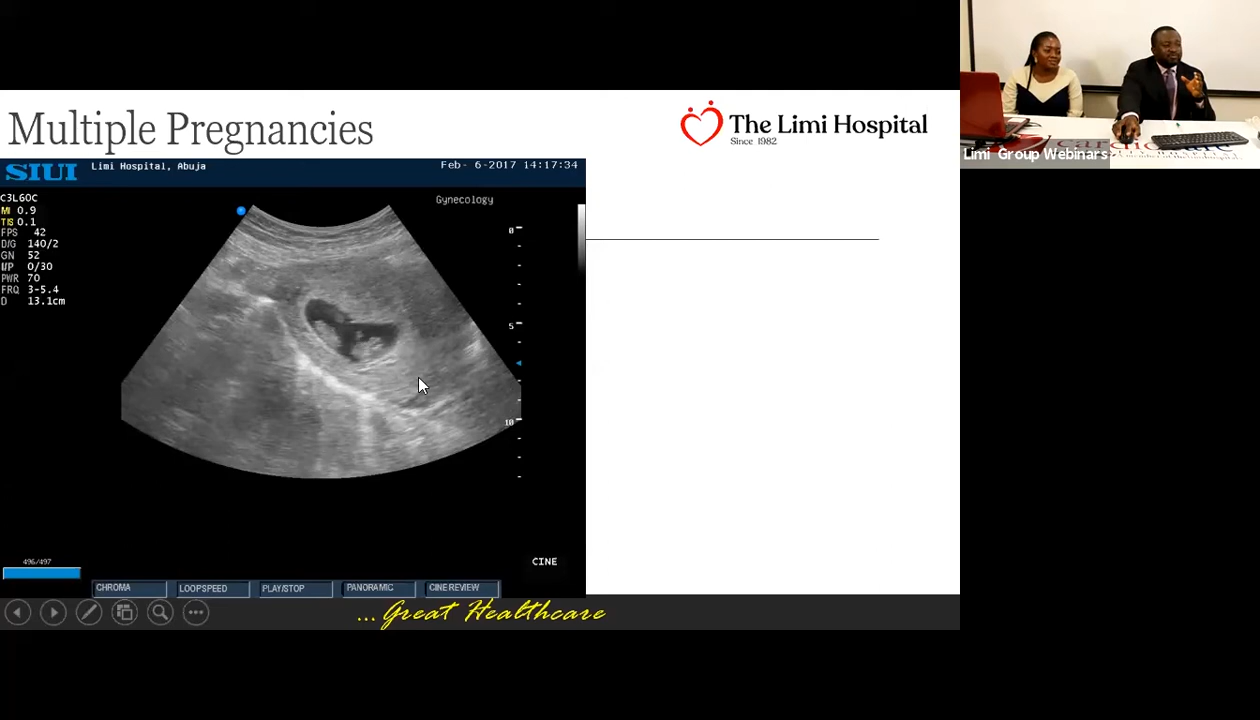 Multiple Pregnancies
The Limi Hospital
Since 1982
SIUI
Limi Hospital, Abuja
Feb- 6-2017 14:17:34
C3L60C
Gynecology
MI 0.9
TIS 0.1
FPS 42
D/G 140/2
GN 52
I/P 0/30
PWR 70
FRQ 3-5.4
D 13.1cm
0
5
10
496/497
CINE
CHROMA
LOOPSPEED
PLAY/STOP
PANORAMIC
CINE REVIEW
...Great Healthcare
Limi Group Webinars